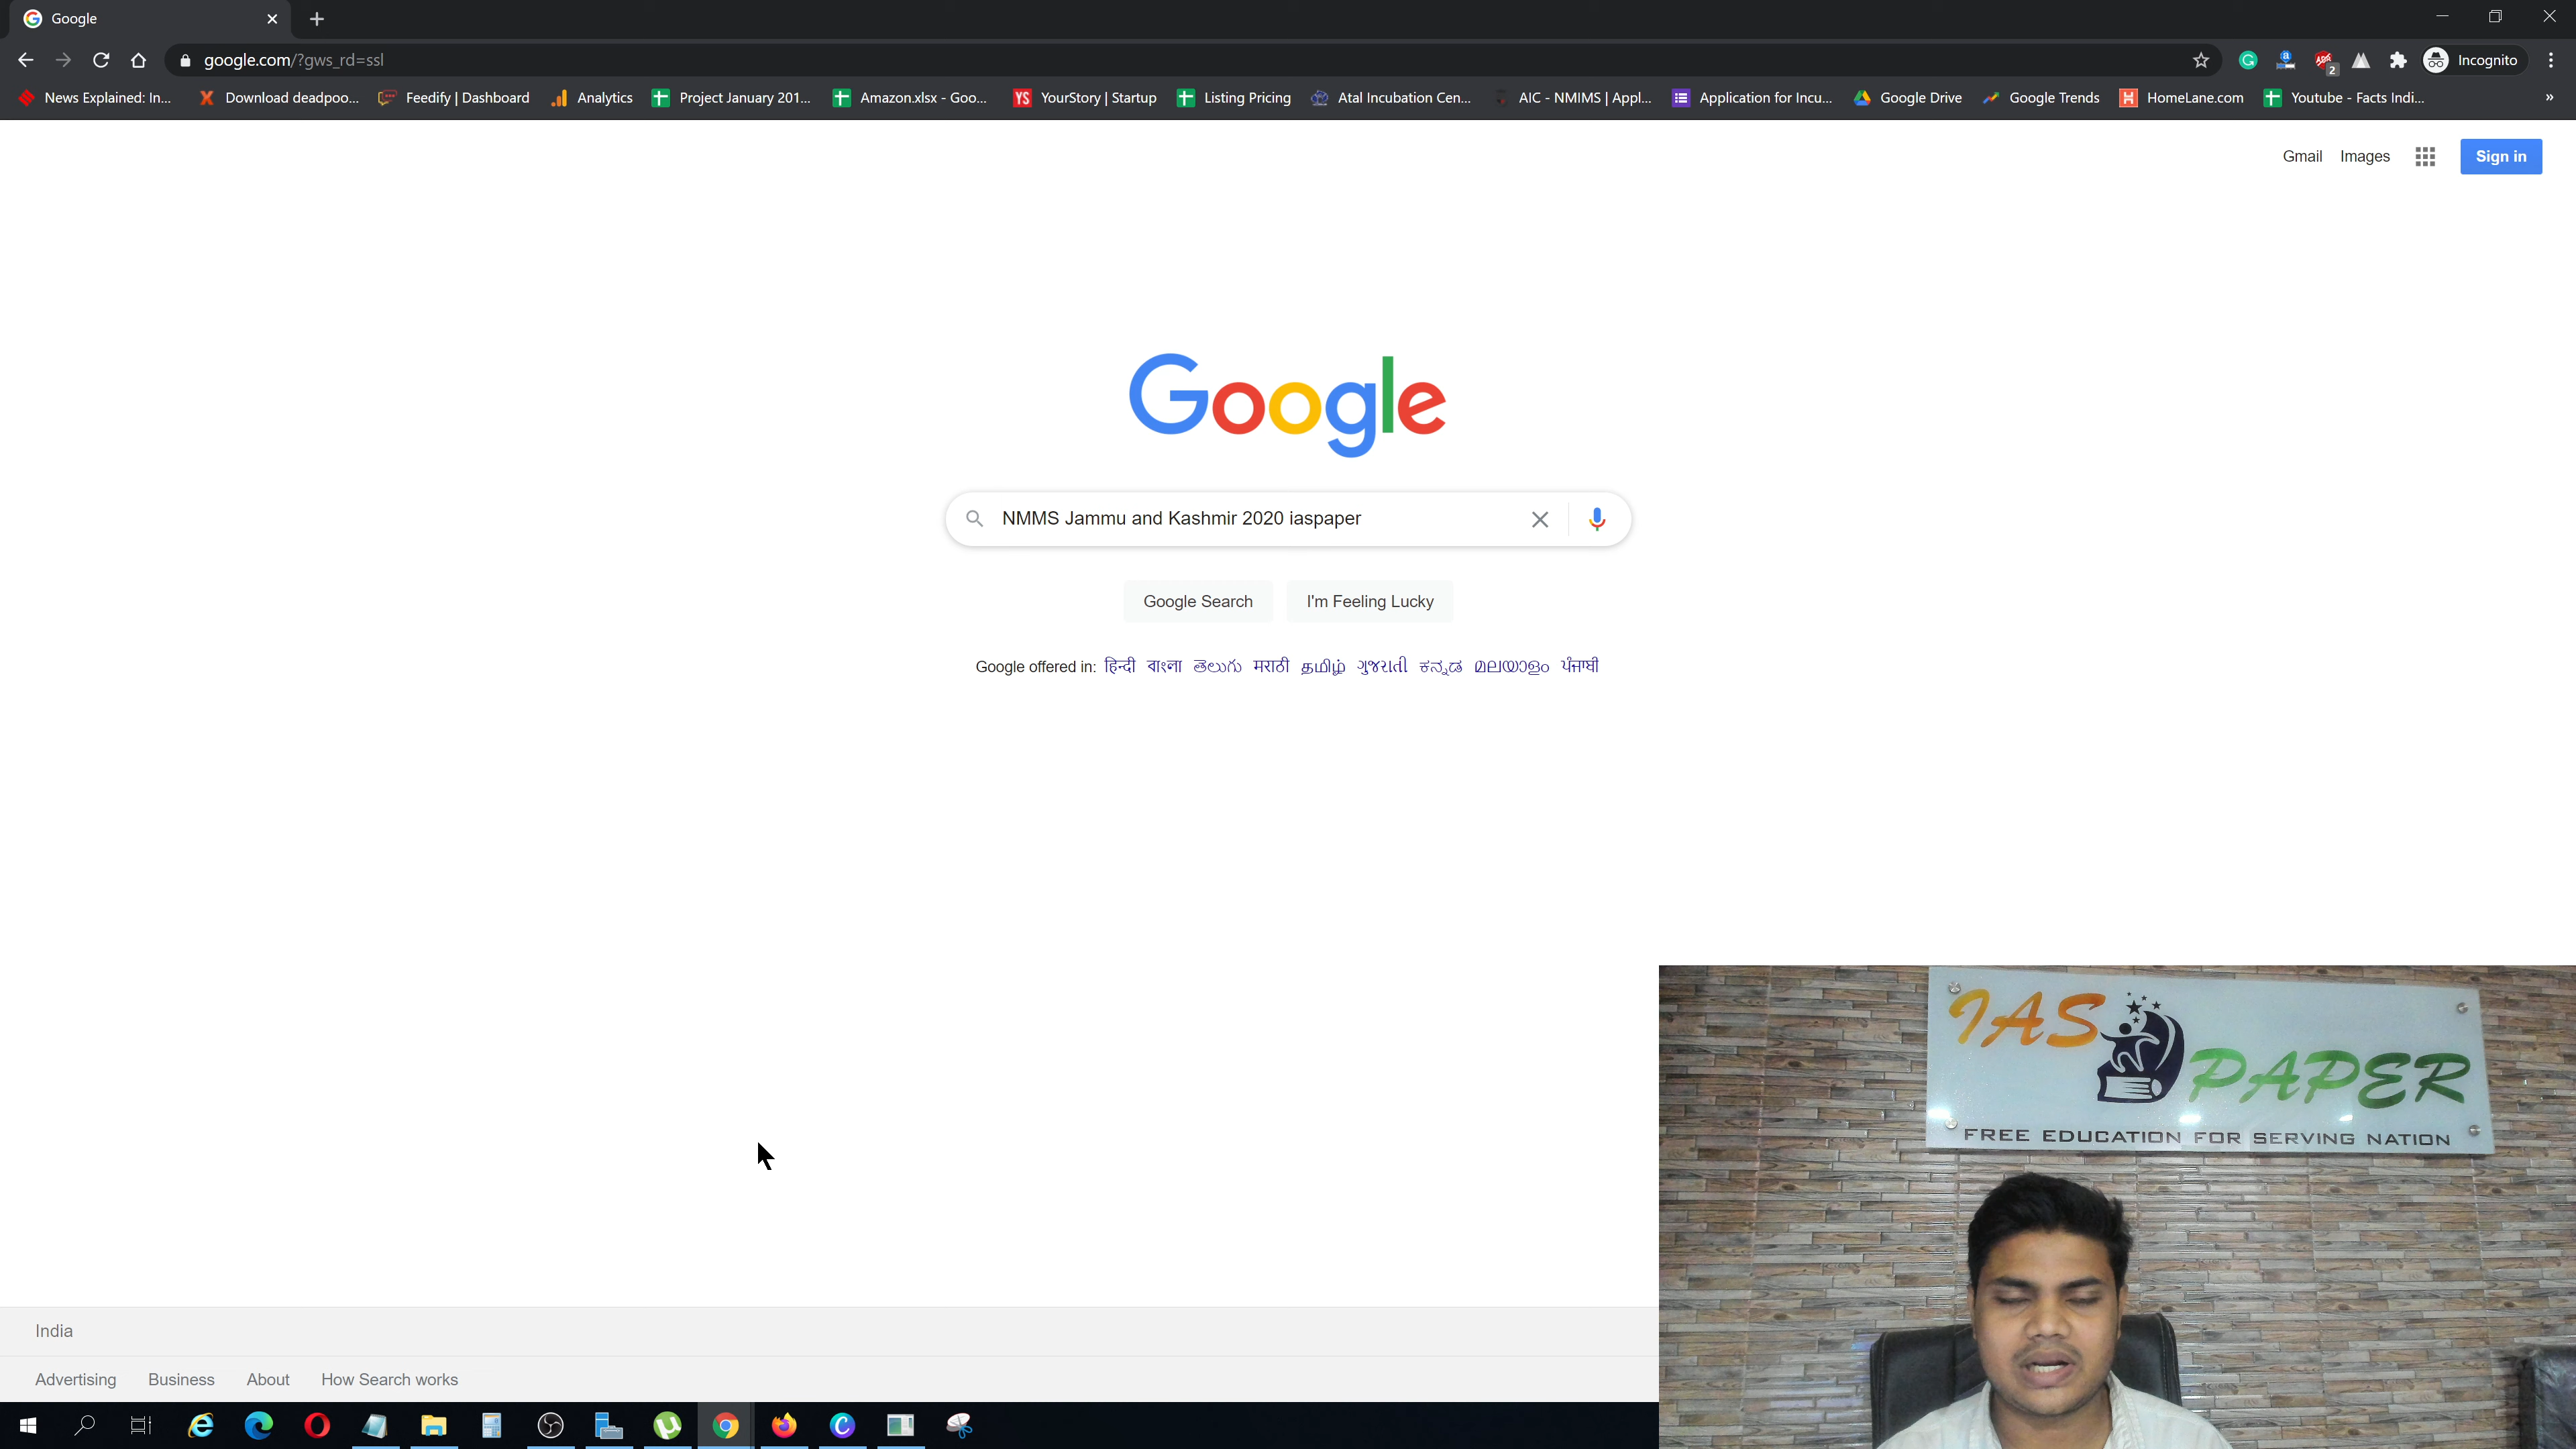 Google
google.com/?gws_rd=ssl
2
Incognito
News Explained: In...
Download deadpoo...
Feedify | Dashboard
Analytics
Project January 201...
Amazon.xlsx - Goo...
YS
YourStory | Startup
Listing Pricing
Atal Incubation Cen...
AIC - NMIMS | Appl...
Application for Incu...
Google Drive
Google Trends
H
HomeLane.com
Youtube - Facts Indi...
»
Gmail
Images
Sign in
Google
NMMS Jammu and Kashmir 2020 iaspaper
Google Search
I'm Feeling Lucky
Google offered in: हिन्दी বাংলা తెలుగు मराठी தமிழ் ગુજરાતી ಕನ್ನಡ മലയാളം ਪੰਜਾਬੀ
IAS
PAPER
FREE EDUCATION FOR SERVING NATION
India
Advertising
Business
About
How Search works